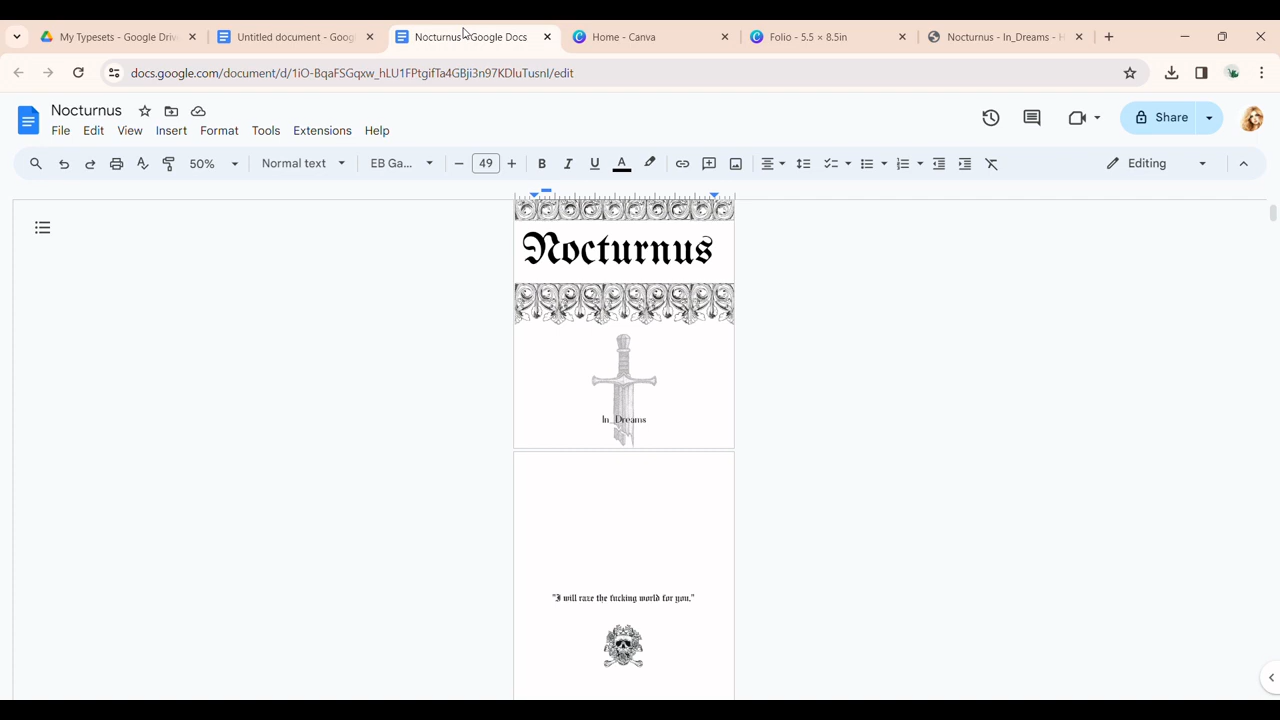 My Typesets - Google Driv
Untitled document - Goog
Nocturnus - Google Docs
Home - Canva
Folio - 5.5 × 8.5in
Nocturnus - In_Dreams - H
docs.google.com/document/d/1iO-BqaFSGqxw_hLU1FPtgifTa4GBji3n97KDluTusnI/edit
Nocturnus
Share
File Edit View Insert Format Tools Extensions Help
50% Normal text EB Ga... 49 B I U A Editing
Nocturnus
In_Dreams
"I will raze the fucking world for you."